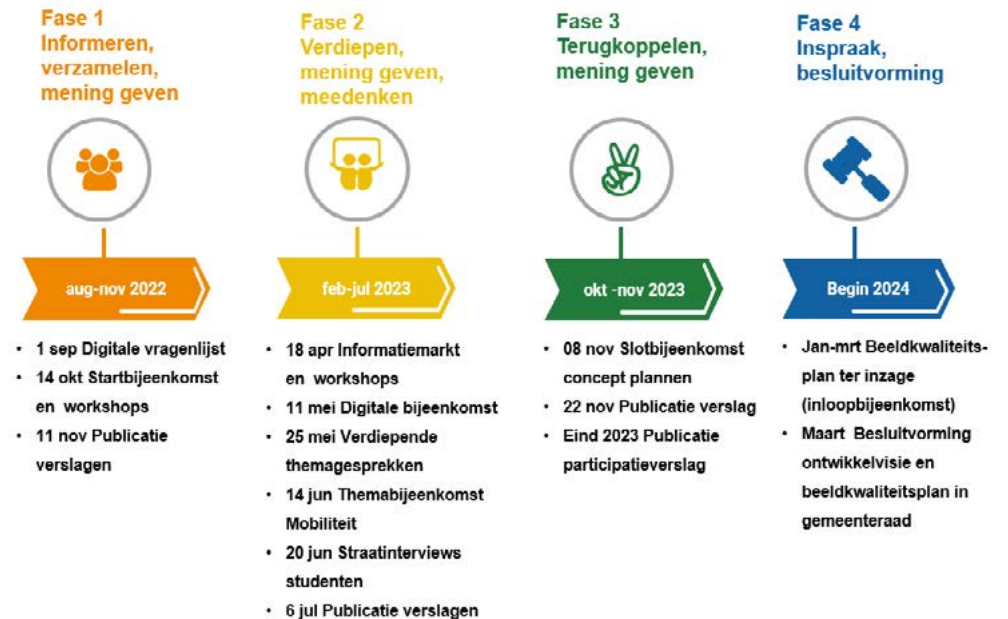 Fase 1
Informeren,
verzamelen,
mening geven
aug-nov 2022
• 1 sep Digitale vragenlijst
• 14 okt Startbijeenkomst
en workshops
• 11 nov Publicatie
verslagen
Fase 2
Verdiepen,
mening geven,
meedenken
feb-jul 2023
• 18 apr Informatiemarkt
en workshops
• 11 mei Digitale bijeenkomst
• 25 mei Verdiepende
themagesprekken
• 14 jun Themabijeenkomst
Mobiliteit
• 20 jun Straatinterviews
studenten
• 6 jul Publicatie verslagen
Fase 3
Terugkoppelen,
mening geven
okt -nov 2023
• 08 nov Slotbijeenkomst
concept plannen
• 22 nov Publicatie verslag
• Eind 2023 Publicatie
participatieverslag
Fase 4
Inspraak,
besluitvorming
Begin 2024
• Jan-mrt Beeldkwaliteits-
plan ter inzage
(inloopbijeenkomst)
• Maart Besluitvorming
ontwikkelvisie en
beeldkwaliteitsplan in
gemeenteraad